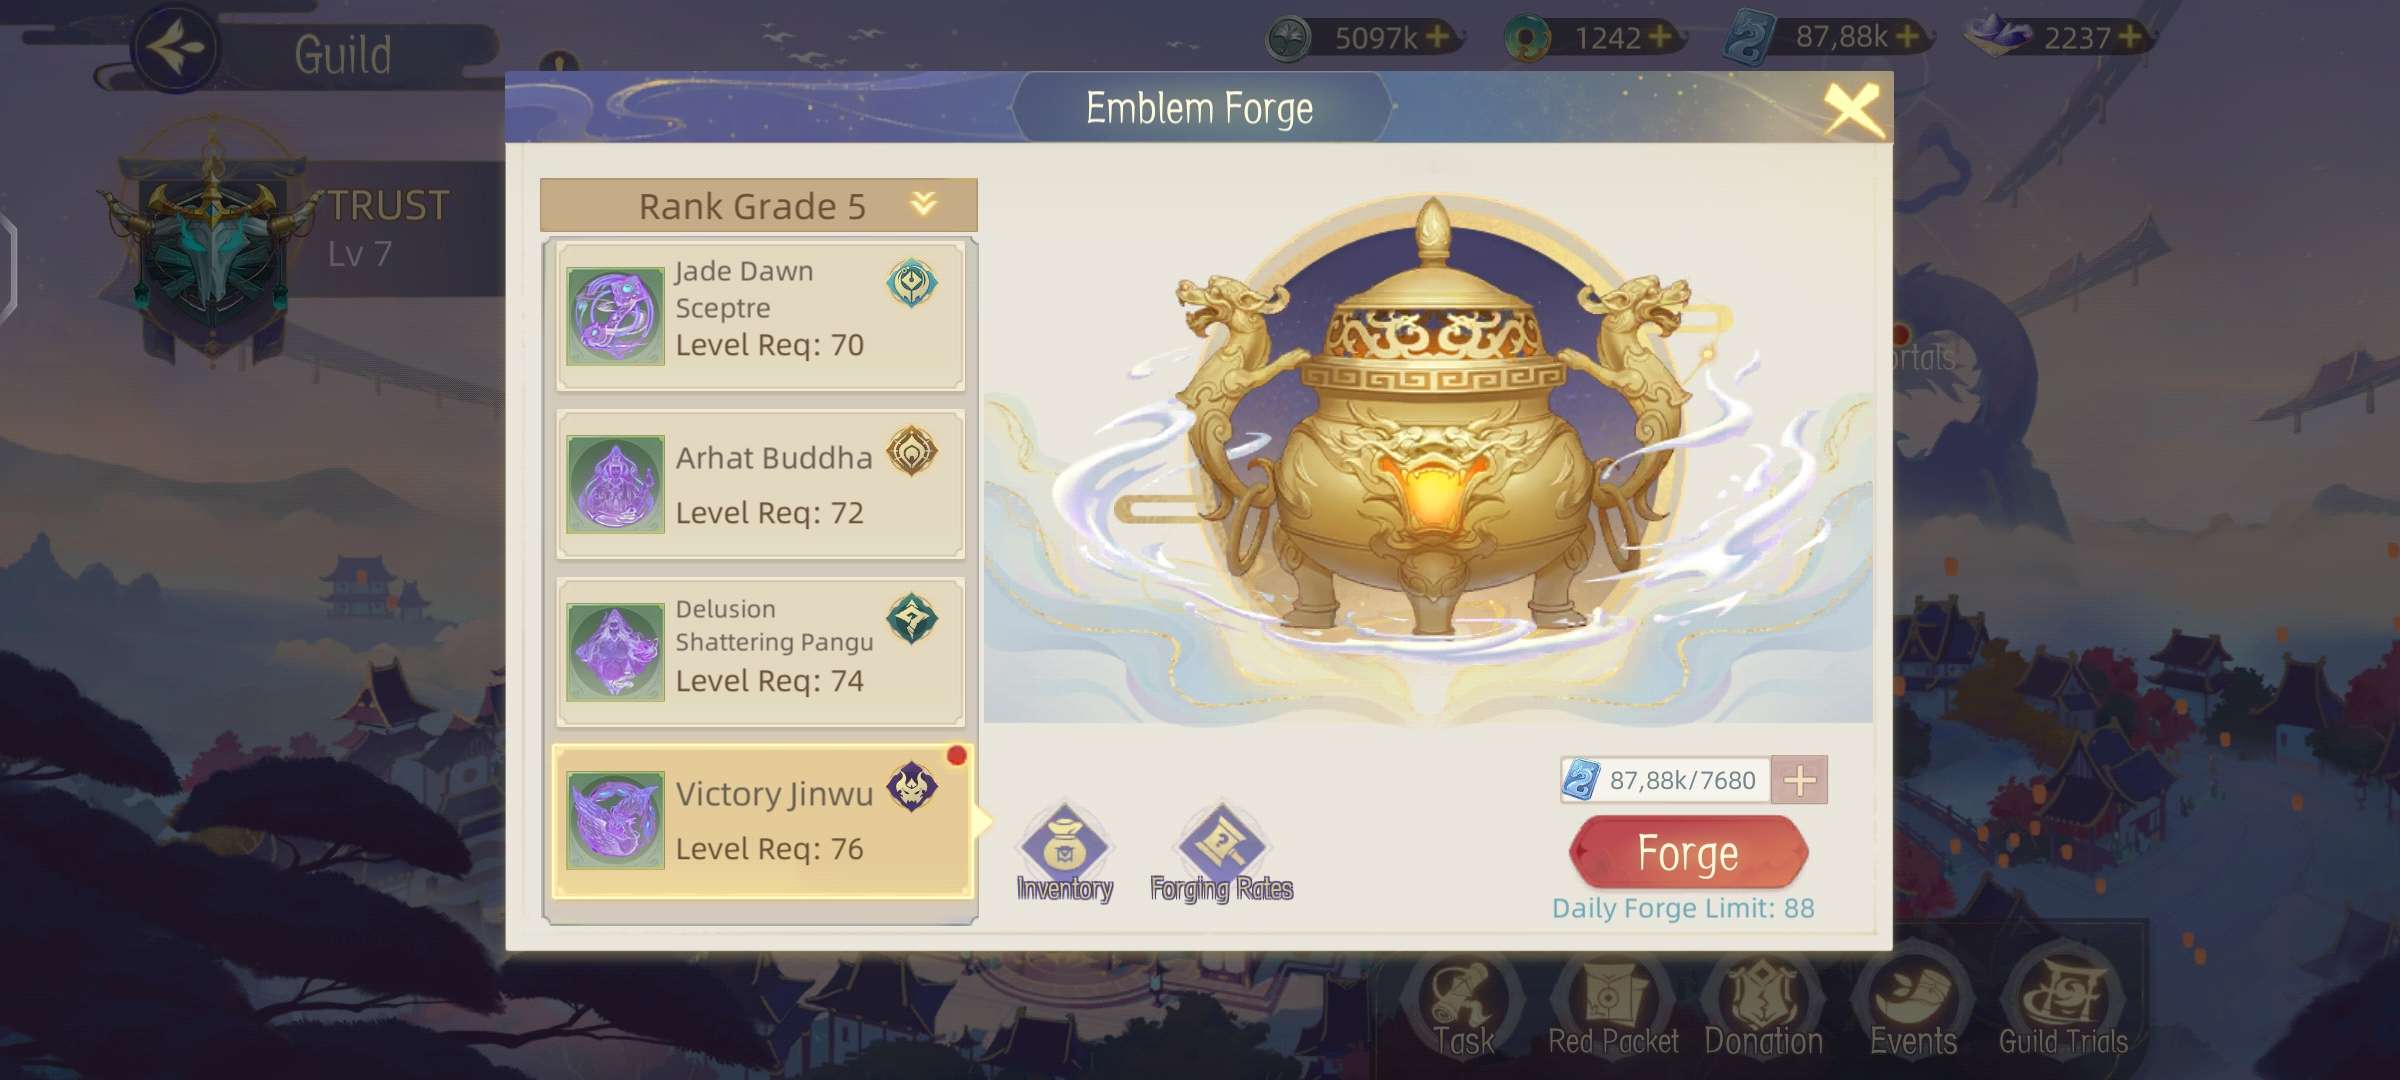 Guild
5097k
1242
87,88k
2237
TRUST
Lv 7
Emblem Forge
Rank Grade 5
Jade Dawn
Sceptre
Level Req: 70
Arhat Buddha
Level Req: 72
Delusion
Shattering Pangu
Level Req: 74
Victory Jinwu
Level Req: 76
Inventory
Forging Rates
87,88k/7680
Forge
Daily Forge Limit: 88
Task
Red Packet
Donation
Events
Guild Trials